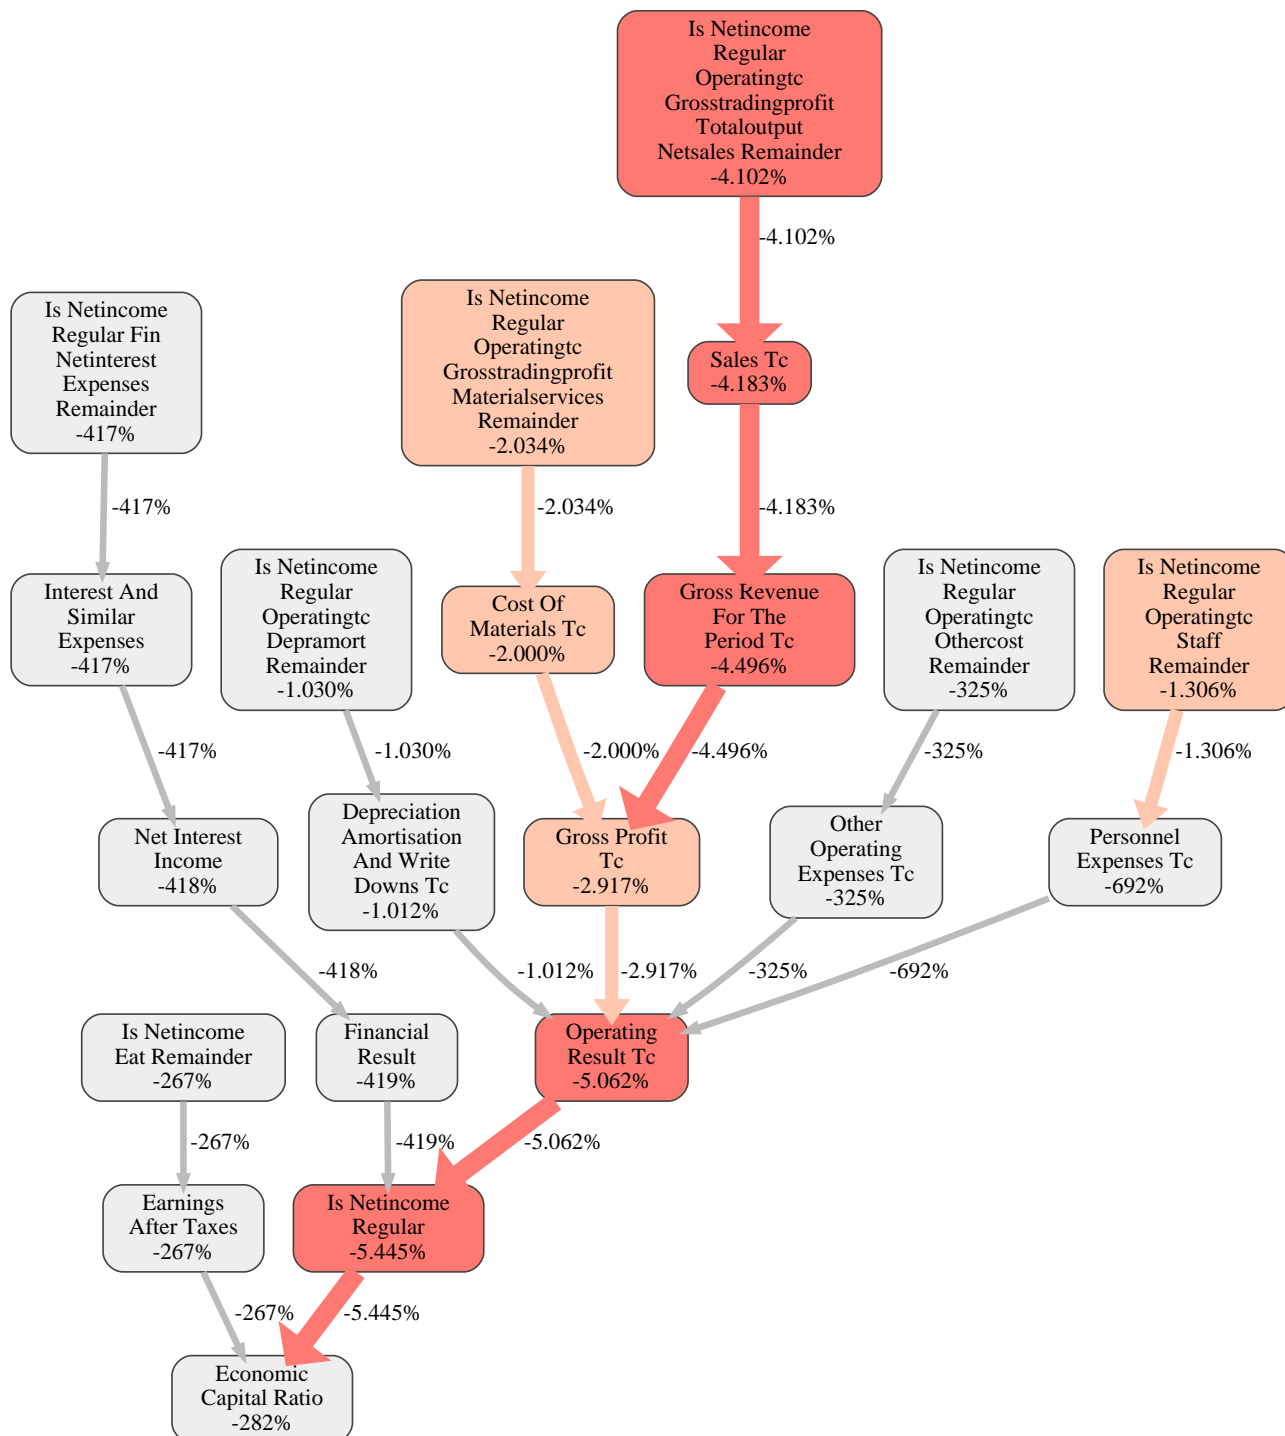 Is Netincome
Regular
Operatingtc
Grosstradingprofit
Totaloutput
Netsales Remainder
-4.102%
-4.102%
Is Netincome
Regular Fin
Netinterest
Expenses
Remainder
-417%
Is Netincome
Regular
Operatingtc
Grosstradingprofit
Materialservices
Remainder
-2.034%
Sales Tc
-4.183%
-417%
-2.034%
-4.183%
Interest And
Similar
Expenses
-417%
Is Netincome
Regular
Operatingtc
Depramort
Remainder
-1.030%
Cost Of
Materials Tc
-2.000%
Gross Revenue
For The
Period Tc
-4.496%
Is Netincome
Regular
Operatingtc
Othercost
Remainder
-325%
Is Netincome
Regular
Operatingtc
Staff
Remainder
-1.306%
-417%
-1.030%
-2.000%
-4.496%
-325%
-1.306%
Net Interest
Income
-418%
Depreciation
Amortisation
And Write
Downs Tc
-1.012%
Gross Profit
Tc
-2.917%
Other
Operating
Expenses Tc
-325%
Personnel
Expenses Tc
-692%
-418%
-1.012%
-2.917%
-325%
-692%
Is Netincome
Eat Remainder
-267%
Financial
Result
-419%
Operating
Result Tc
-5.062%
-267%
-419%
-5.062%
Earnings
After Taxes
-267%
Is Netincome
Regular
-5.445%
-267%
-5.445%
Economic
Capital Ratio
-282%